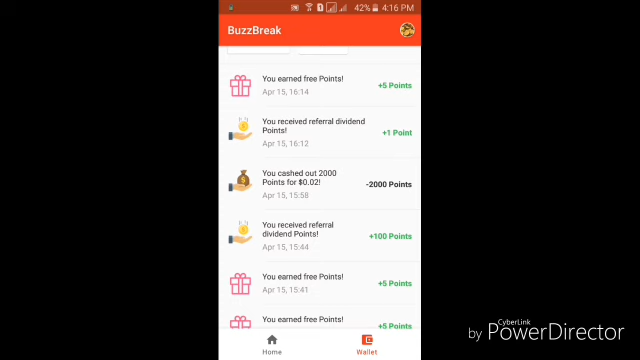 42% 4:16 PM
BuzzBreak
You earned free Points!
Apr 15, 16:14
+5 Points
You received referral dividend
Points!
Apr 15, 16:12
+1 Point
You cashed out 2000
Points for $0.02!
Apr 15, 15:58
-2000 Points
You received referral
dividend Points!
Apr 15, 15:44
+100 Points
You earned free Points!
Apr 15, 15:41
+5 Points
You earned free Points!
+5 Points
Home
Wallet
CyberLink
by PowerDirector